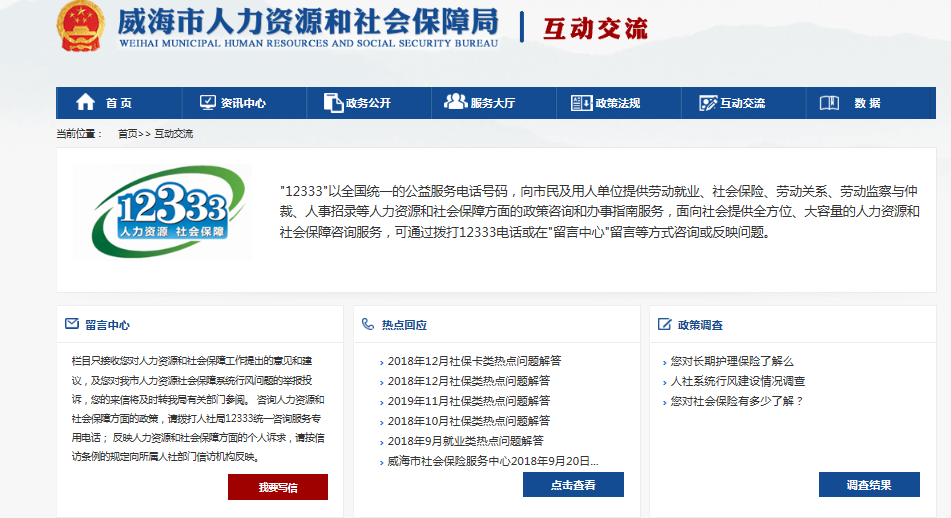 威海市人力资源和社会保障局
互动交流
WEIHAI MUNICIPAL HUMAN RESOURCES AND SOCIAL SECURITY BUREAU
首 页
资讯中心
政务公开
服务大厅
政策法规
互动交流
数 据
当前位置： 首页>> 互动交流
12333
人力资源 社会保障
"12333"以全国统一的公益服务电话号码，向市民及用人单位提供劳动就业、社会保险、劳动关系、劳动监察与仲
裁、人事招录等人力资源和社会保障方面的政策咨询和办事指南服务，面向社会提供全方位、大容量的人力资源和
社会保障咨询服务，可通过拨打12333电话或在"留言中心"留言等方式咨询或反映问题。
留言中心
栏目只接收您对人力资源和社会保障工作提出的意见和建
议，及您对我市人力资源社会保障系统行风问题的举报投
诉，您的来信将及时转我局有关部门参阅。 咨询人力资源和
社会保障方面的政策，请拨打人社局12333统一咨询服务专
用电话； 反映人力资源和社会保障方面的个人诉求，请按信
访条例的规定向所属人社部门信访机构反映。
我要写信
热点回应
2018年12月社保卡类热点问题解答
2018年12月社保类热点问题解答
2019年11月社保类热点问题解答
2018年10月社保类热点问题解答
2018年9月就业类热点问题解答
威海市社会保险服务中心2018年9月20日...
点击查看
政策调查
您对长期护理保险了解么
人社系统行风建设情况调查
您对社会保险有多少了解？
调查结果